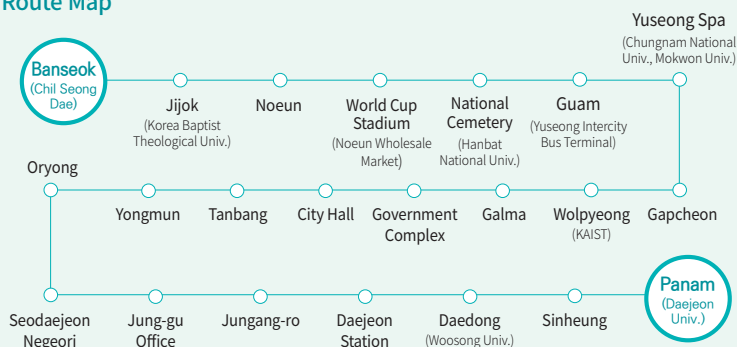 Route Map
Yuseong Spa
(Chungnam National
Univ., Mokwon Univ.)
Banseok
(Chil Seong
Dae)
Jijok
(Korea Baptist
Theological Univ.)
Noeun
World Cup
Stadium
(Noeun Wholesale
Market)
National
Cemetery
(Hanbat
National Univ.)
Guam
(Yuseong Intercity
Bus Terminal)
Oryong
Yongmun
Tanbang
City Hall
Government
Complex
Galma
Wolpyeong
(KAIST)
Gapcheon
Seodaejeon
Negeori
Jung-gu
Office
Jungang-ro
Daejeon
Station
Daedong
(Woosong Univ.)
Sinheung
Panam
(Daejeon
Univ.)